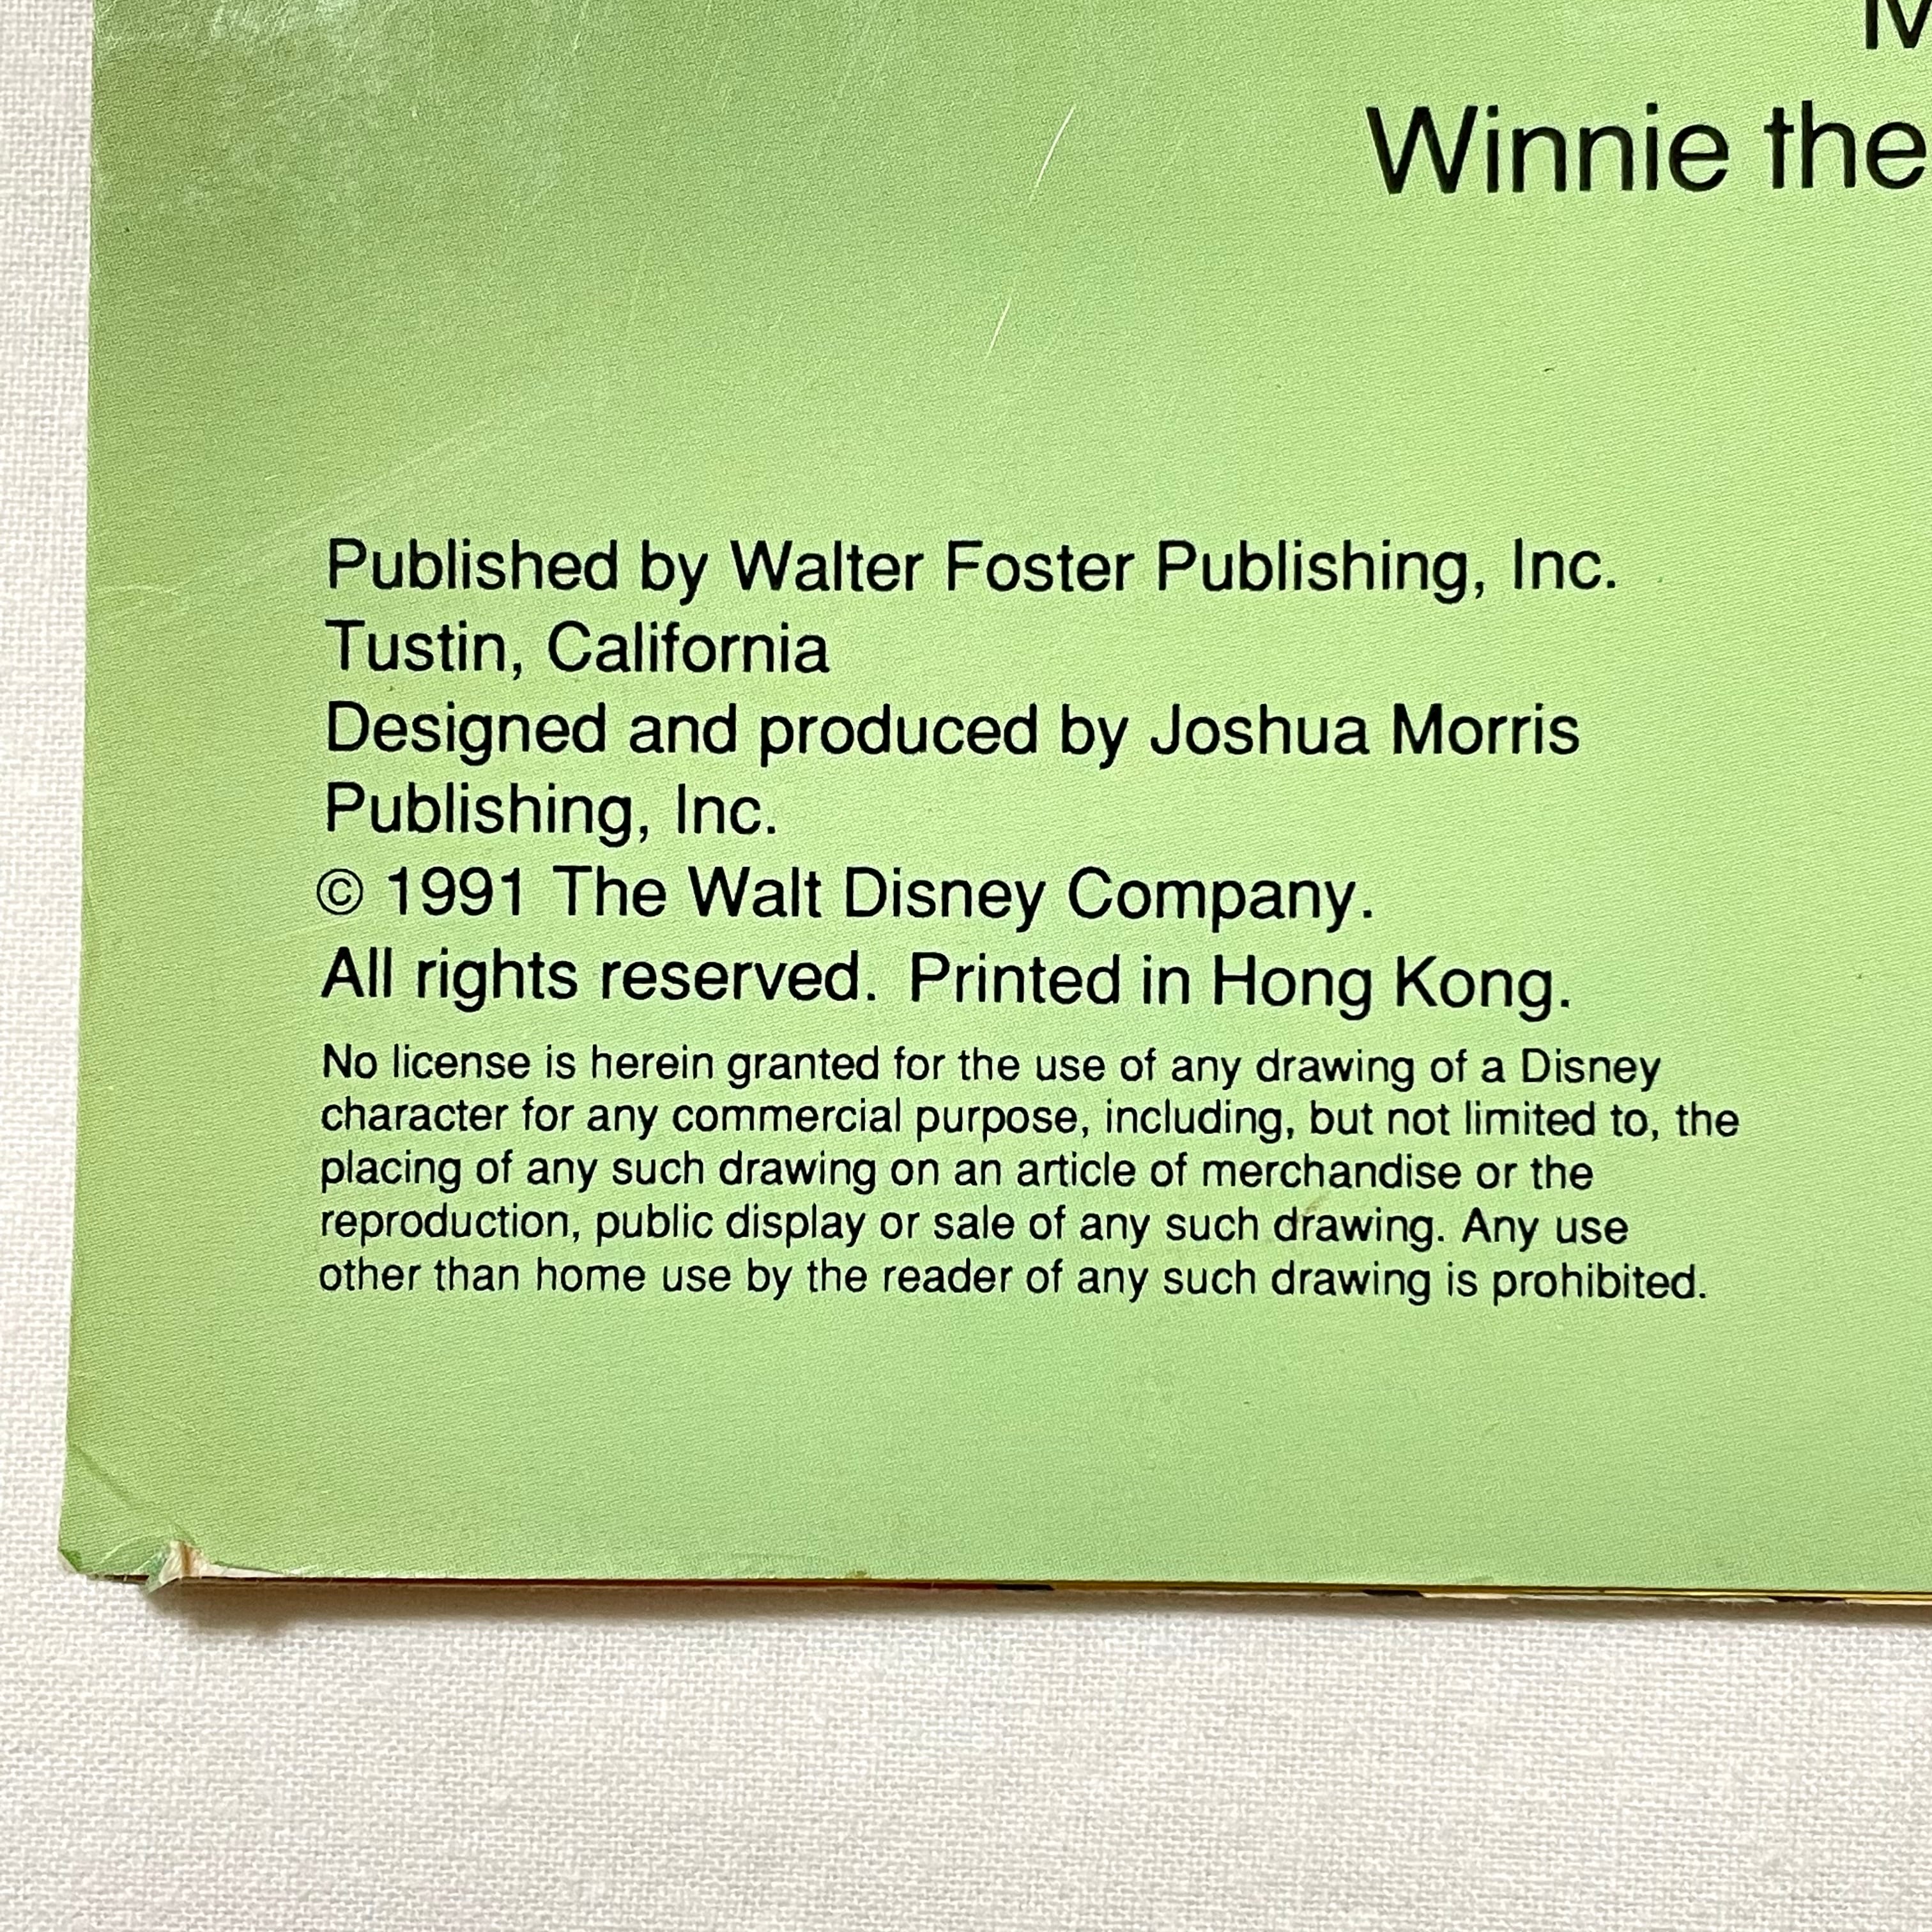 Winnie the
Published by Walter Foster Publishing, Inc.
Tustin, California
Designed and produced by Joshua Morris
Publishing, Inc.
© 1991 The Walt Disney Company.
All rights reserved. Printed in Hong Kong.
No license is herein granted for the use of any drawing of a Disney
character for any commercial purpose, including, but not limited to, the
placing of any such drawing on an article of merchandise or the
reproduction, public display or sale of any such drawing. Any use
other than home use by the reader of any such drawing is prohibited.